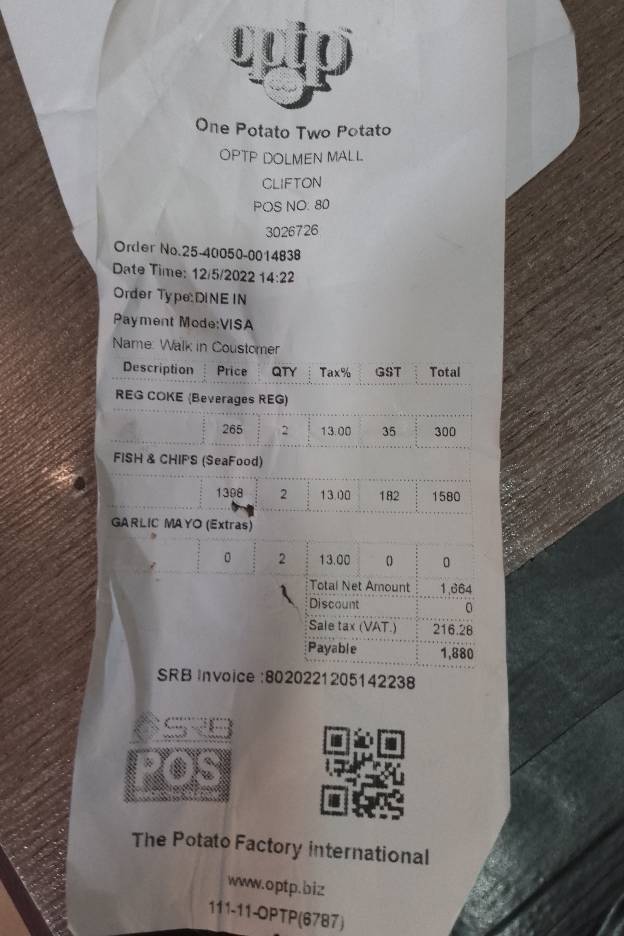 optp
One Potato Two Potato
OPTP DOLMEN MALL
CLIFTON
POS NO: 80
3026726
Order No.25-40050-0014838
Date Time: 12/5/2022 14:22
Order Type:DINE IN
Payment Mode:VISA
Name: Walk in Coustomer
Description Price QTY Tax% GST Total
REG COKE (Beverages REG)
265 2 13.00 35 300
FISH & CHIPS (SeaFood)
1398 2 13.00 182 1580
GARLIC MAYO (Extras)
0 2 13.00 0 0
Total Net Amount 1,664
Discount 0
Sale tax (VAT.) 216.28
Payable 1,880
SRB Invoice :8020221205142238
SRB
POS
The Potato Factory international
www.optp.biz
111-11-OPTP(6787)